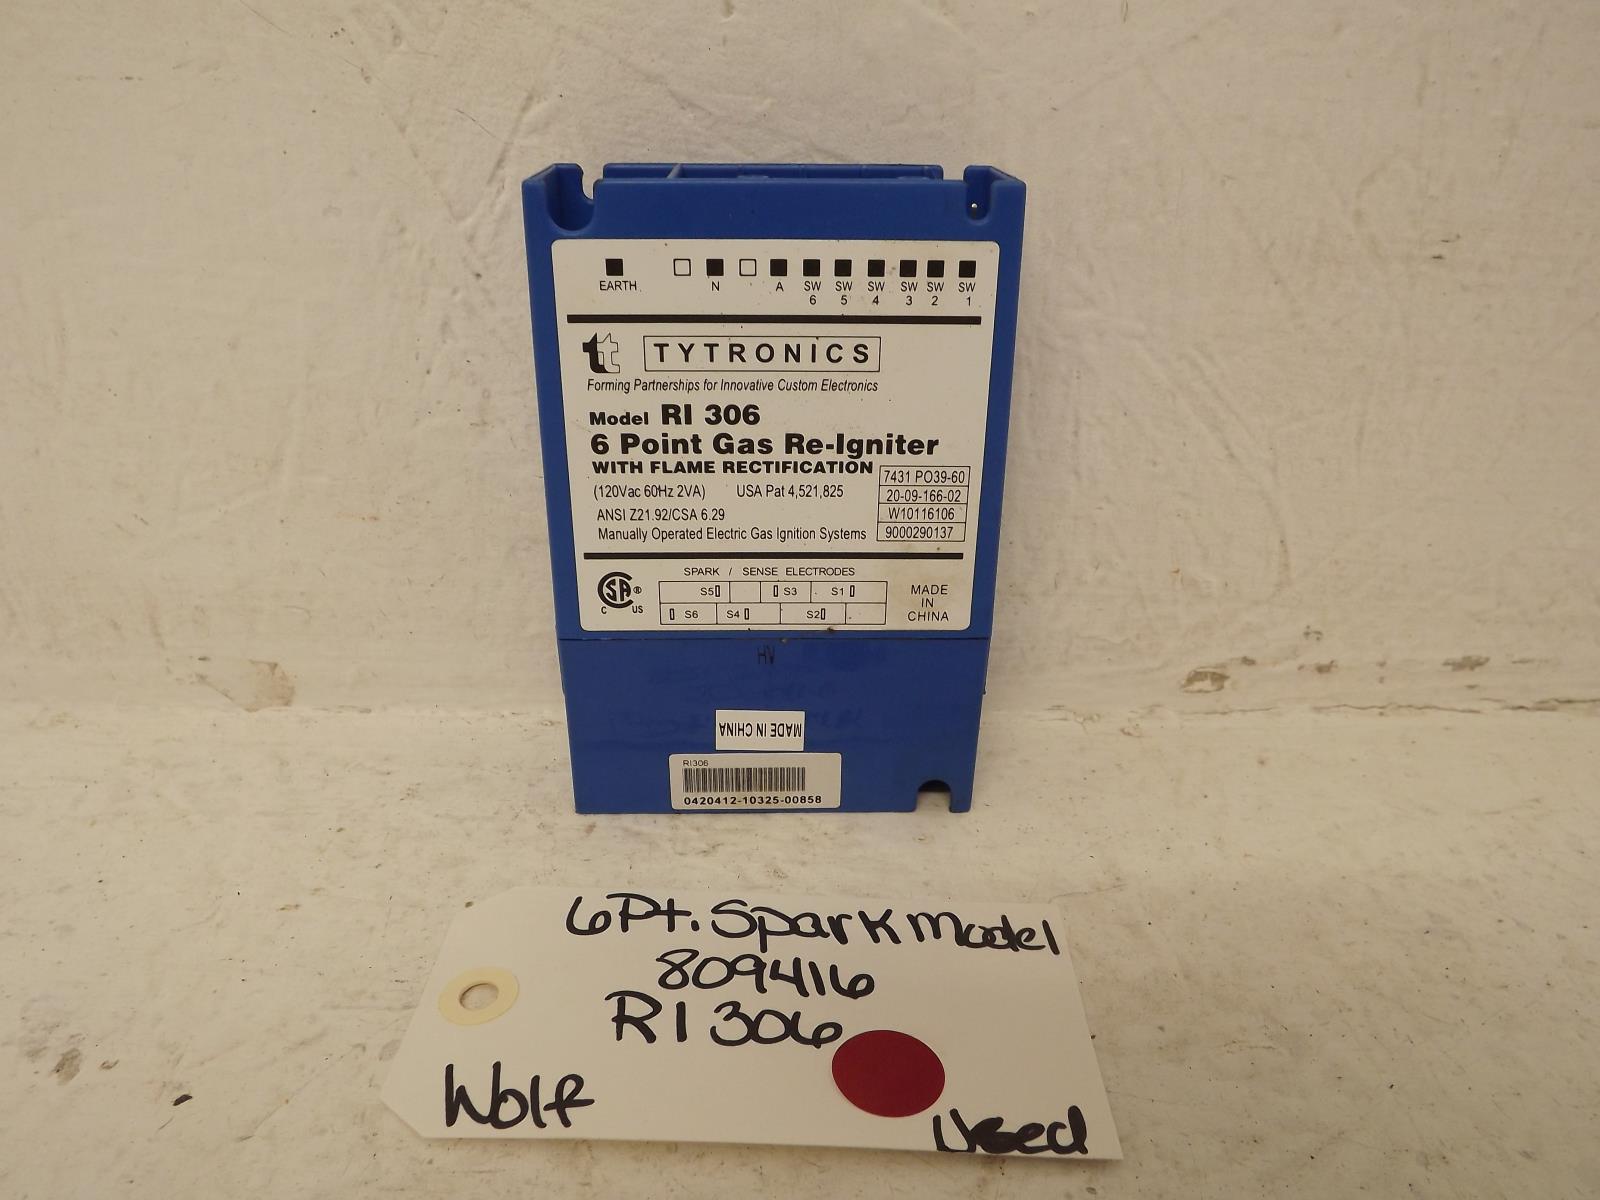 EARTH N A SW 6 SW 5 SW 4 SW 3 SW 2 SW 1
tt TYTRONICS
Forming Partnerships for Innovative Custom Electronics
Model RI 306
6 Point Gas Re-Igniter
WITH FLAME RECTIFICATION
(120Vac 60Hz 2VA) USA Pat 4,521,825
ANSI Z21.92/CSA 6.29
Manually Operated Electric Gas Ignition Systems
7431 PO39-60
20-09-166-02
W10116106
9000290137
SPARK / SENSE ELECTRODES
S5 S3 S1
S6 S4 S2
CSA ®
C US
MADE
IN
CHINA
HV
MADE IN CHINA
RI306
0420412-10325-00858
6Pt. Spark Model
809416
RI 306
Wolf
Used